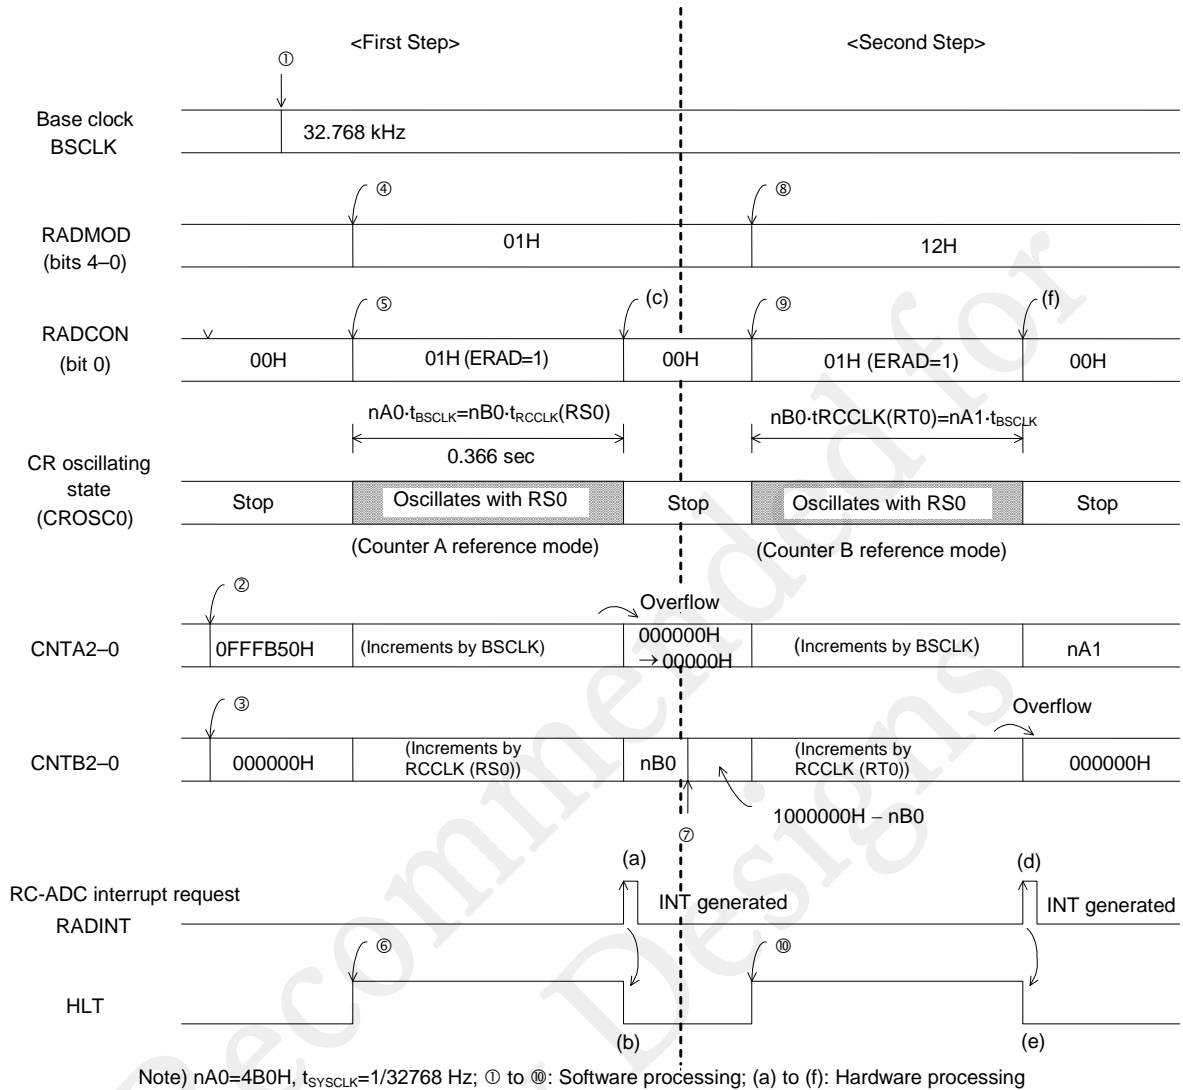 <First Step>
<Second Step>
①
Base clock
BSCLK
32.768 kHz
④
⑧
RADMOD
(bits 4–0)
01H
12H
⑤
(c)
⑨
(f)
RADCON
(bit 0)
00H
01H (ERAD=1)
00H
01H (ERAD=1)
00H
nA0·tBSCLK=nB0·tRCCLK(RS0)
nB0·tRCCLK(RT0)=nA1·tBSCLK
0.366 sec
CR oscillating
state
(CROSC0)
Stop
Oscillates with RS0
Stop
Oscillates with RS0
Stop
(Counter A reference mode)
(Counter B reference mode)
②
Overflow
CNTA2–0
0FFFB50H
(Increments by BSCLK)
000000H
→00000H
(Increments by BSCLK)
nA1
③
Overflow
CNTB2–0
000000H
(Increments by
RCCLK (RS0))
nB0
(Increments by
RCCLK (RT0))
000000H
1000000H – nB0
⑦
(a)
(d)
RC-ADC interrupt request
RADINT
INT generated
INT generated
⑥
⑩
HLT
(b)
(e)
Note) nA0=4B0H, tSYSCLK=1/32768 Hz; ① to ⑩: Software processing; (a) to (f): Hardware processing
Recommended for
Designs